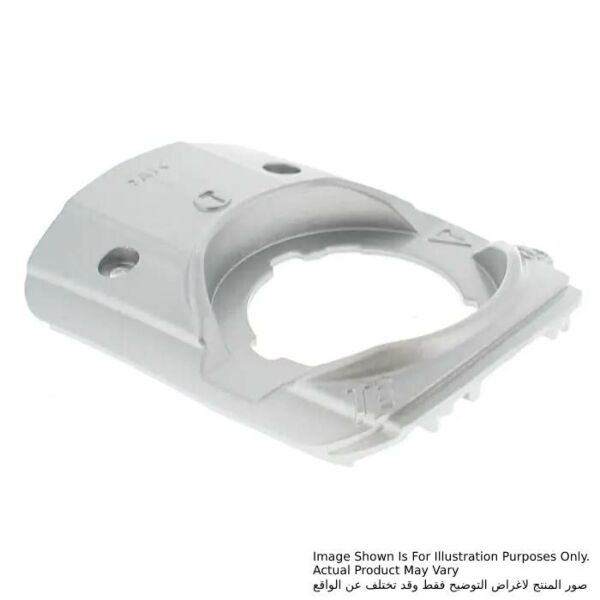 Image Shown Is For Illustration Purposes Only.
Actual Product May Vary
صور المنتج لاغراض التوضيح فقط وقد تختلف عن الواقع